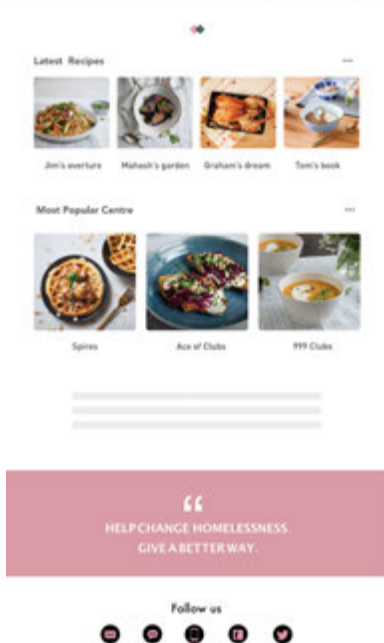 Latest Recipes
Jim's overture
Mahash's garden
Graham's dream
Tom's book
Most Popular Centre
Spires
Ace of Clubs
999 Clubs
“
HELP CHANGE HOMELESSNESS.
GIVE A BETTER WAY.
Follow us